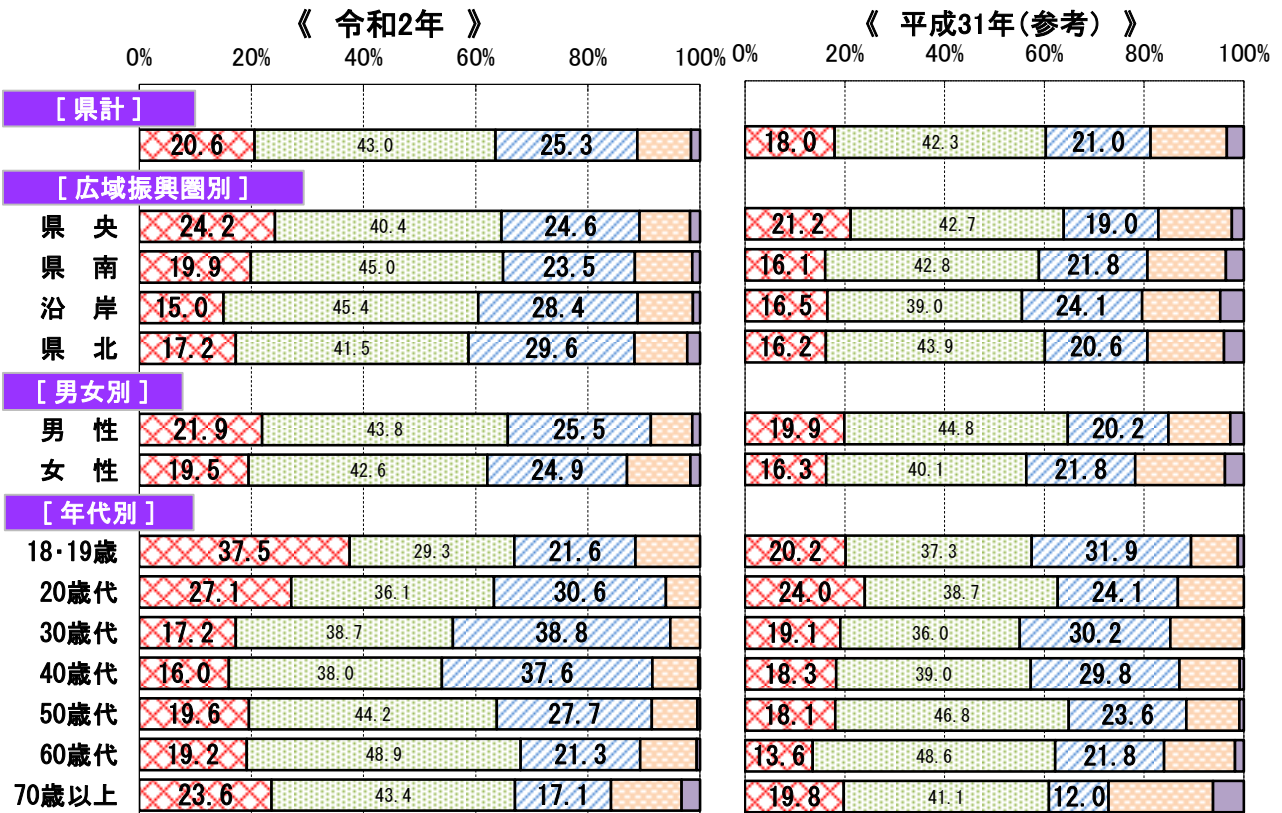 《 令和2年 》 《 平成31年(参考) 》
0% 20% 40% 60% 80% 100% 0% 20% 40% 60% 80% 100%
[ 県計 ]
20.6 43.0 25.3 18.0 42.3 21.0
[ 広域振興圏別 ]
県 央 24.2 40.4 24.6 21.2 42.7 19.0
県 南 19.9 45.0 23.5 16.1 42.8 21.8
沿 岸 15.0 45.4 28.4 16.5 39.0 24.1
県 北 17.2 41.5 29.6 16.2 43.9 20.6
[ 男女別 ]
男 性 21.9 43.8 25.5 19.9 44.8 20.2
女 性 19.5 42.6 24.9 16.3 40.1 21.8
[ 年代別 ]
18・19歳 37.5 29.3 21.6 20.2 37.3 31.9
20歳代 27.1 36.1 30.6 24.0 38.7 24.1
30歳代 17.2 38.7 38.8 19.1 36.0 30.2
40歳代 16.0 38.0 37.6 18.3 39.0 29.8
50歳代 19.6 44.2 27.7 18.1 46.8 23.6
60歳代 19.2 48.9 21.3 13.6 48.6 21.8
70歳以上 23.6 43.4 17.1 19.8 41.1 12.0